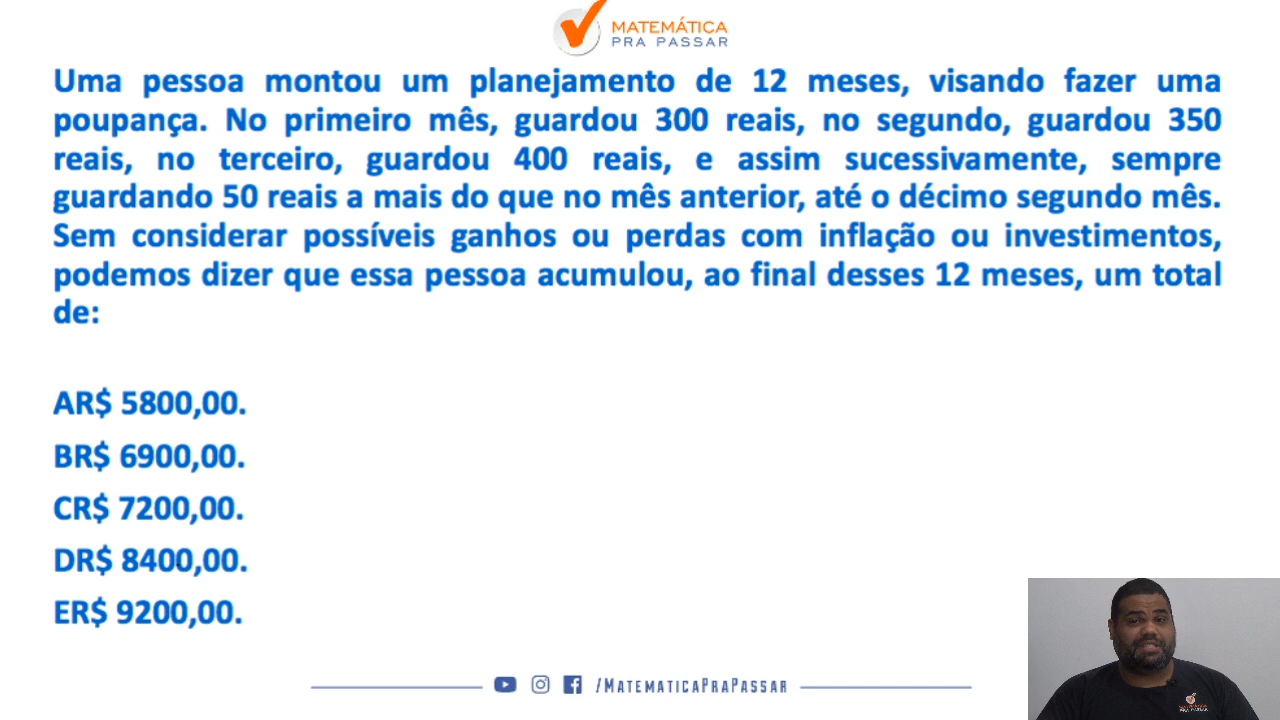 MATEMÁTICA
PRA PASSAR
Uma pessoa montou um planejamento de 12 meses, visando fazer uma
poupança. No primeiro mês, guardou 300 reais, no segundo, guardou 350
reais, no terceiro, guardou 400 reais, e assim sucessivamente, sempre
guardando 50 reais a mais do que no mês anterior, até o décimo segundo mês.
Sem considerar possíveis ganhos ou perdas com inflação ou investimentos,
podemos dizer que essa pessoa acumulou, ao final desses 12 meses, um total
de:
AR$ 5800,00.
BR$ 6900,00.
CR$ 7200,00.
DR$ 8400,00.
ER$ 9200,00.
/MATEMATICAPRAPASSAR
MATEMÁTICA
PRA PASSAR